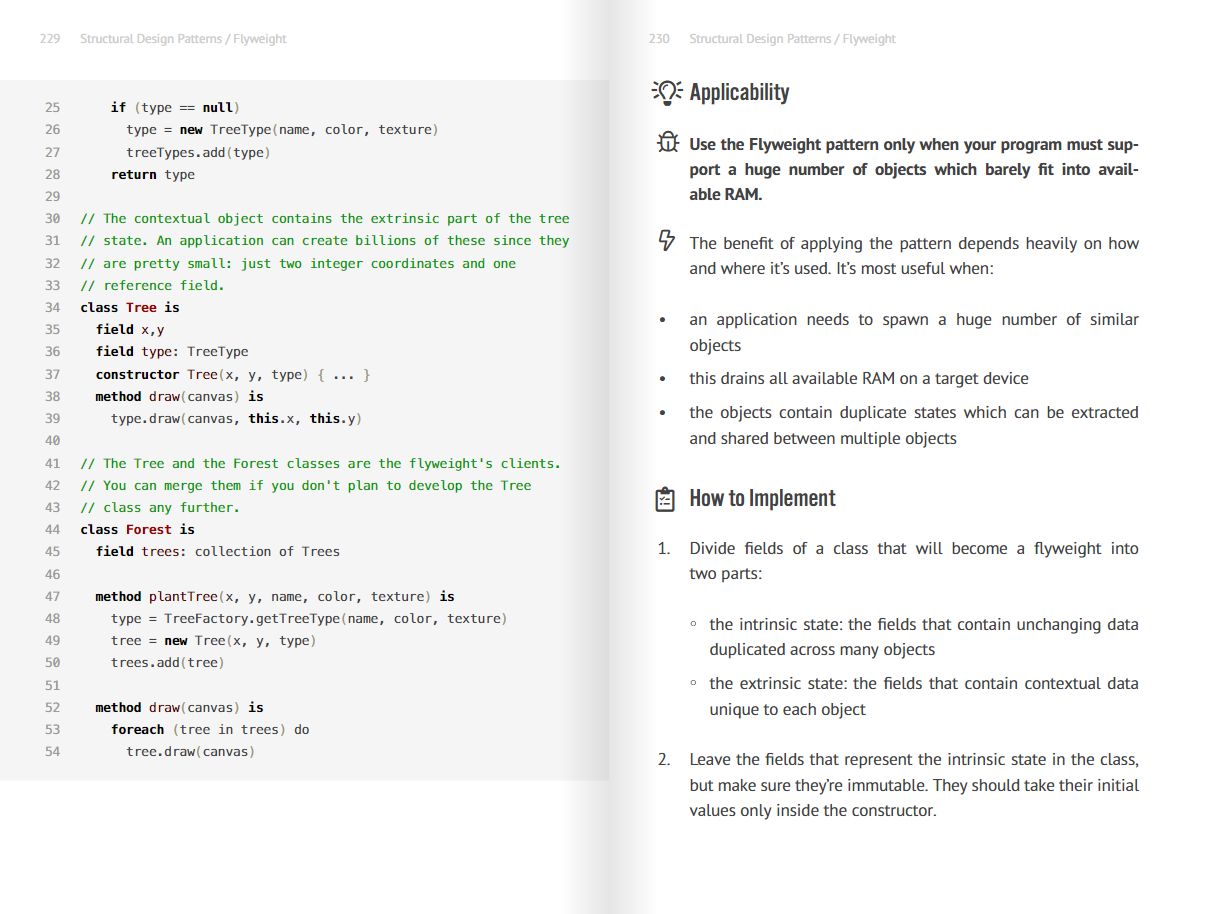 229 Structural Design Patterns / Flyweight
25 if (type == null)
26 type = new TreeType(name, color, texture)
27 treeTypes.add(type)
28 return type
29
30 // The contextual object contains the extrinsic part of the tree
31 // state. An application can create billions of these since they
32 // are pretty small: just two integer coordinates and one
33 // reference field.
34 class Tree is
35 field x,y
36 field type: TreeType
37 constructor Tree(x, y, type) { ... }
38 method draw(canvas) is
39 type.draw(canvas, this.x, this.y)
40
41 // The Tree and the Forest classes are the flyweight's clients.
42 // You can merge them if you don't plan to develop the Tree
43 // class any further.
44 class Forest is
45 field trees: collection of Trees
46
47 method plantTree(x, y, name, color, texture) is
48 type = TreeFactory.getTreeType(name, color, texture)
49 tree = new Tree(x, y, type)
50 trees.add(tree)
51
52 method draw(canvas) is
53 foreach (tree in trees) do
54 tree.draw(canvas)
230 Structural Design Patterns / Flyweight
Applicability
Use the Flyweight pattern only when your program must sup-
port a huge number of objects which barely fit into avail-
able RAM.
The benefit of applying the pattern depends heavily on how
and where it’s used. It’s most useful when:
• an application needs to spawn a huge number of similar
objects
• this drains all available RAM on a target device
• the objects contain duplicate states which can be extracted
and shared between multiple objects
How to Implement
1. Divide fields of a class that will become a flyweight into
two parts:
◦ the intrinsic state: the fields that contain unchanging data
duplicated across many objects
◦ the extrinsic state: the fields that contain contextual data
unique to each object
2. Leave the fields that represent the intrinsic state in the class,
but make sure they’re immutable. They should take their initial
values only inside the constructor.